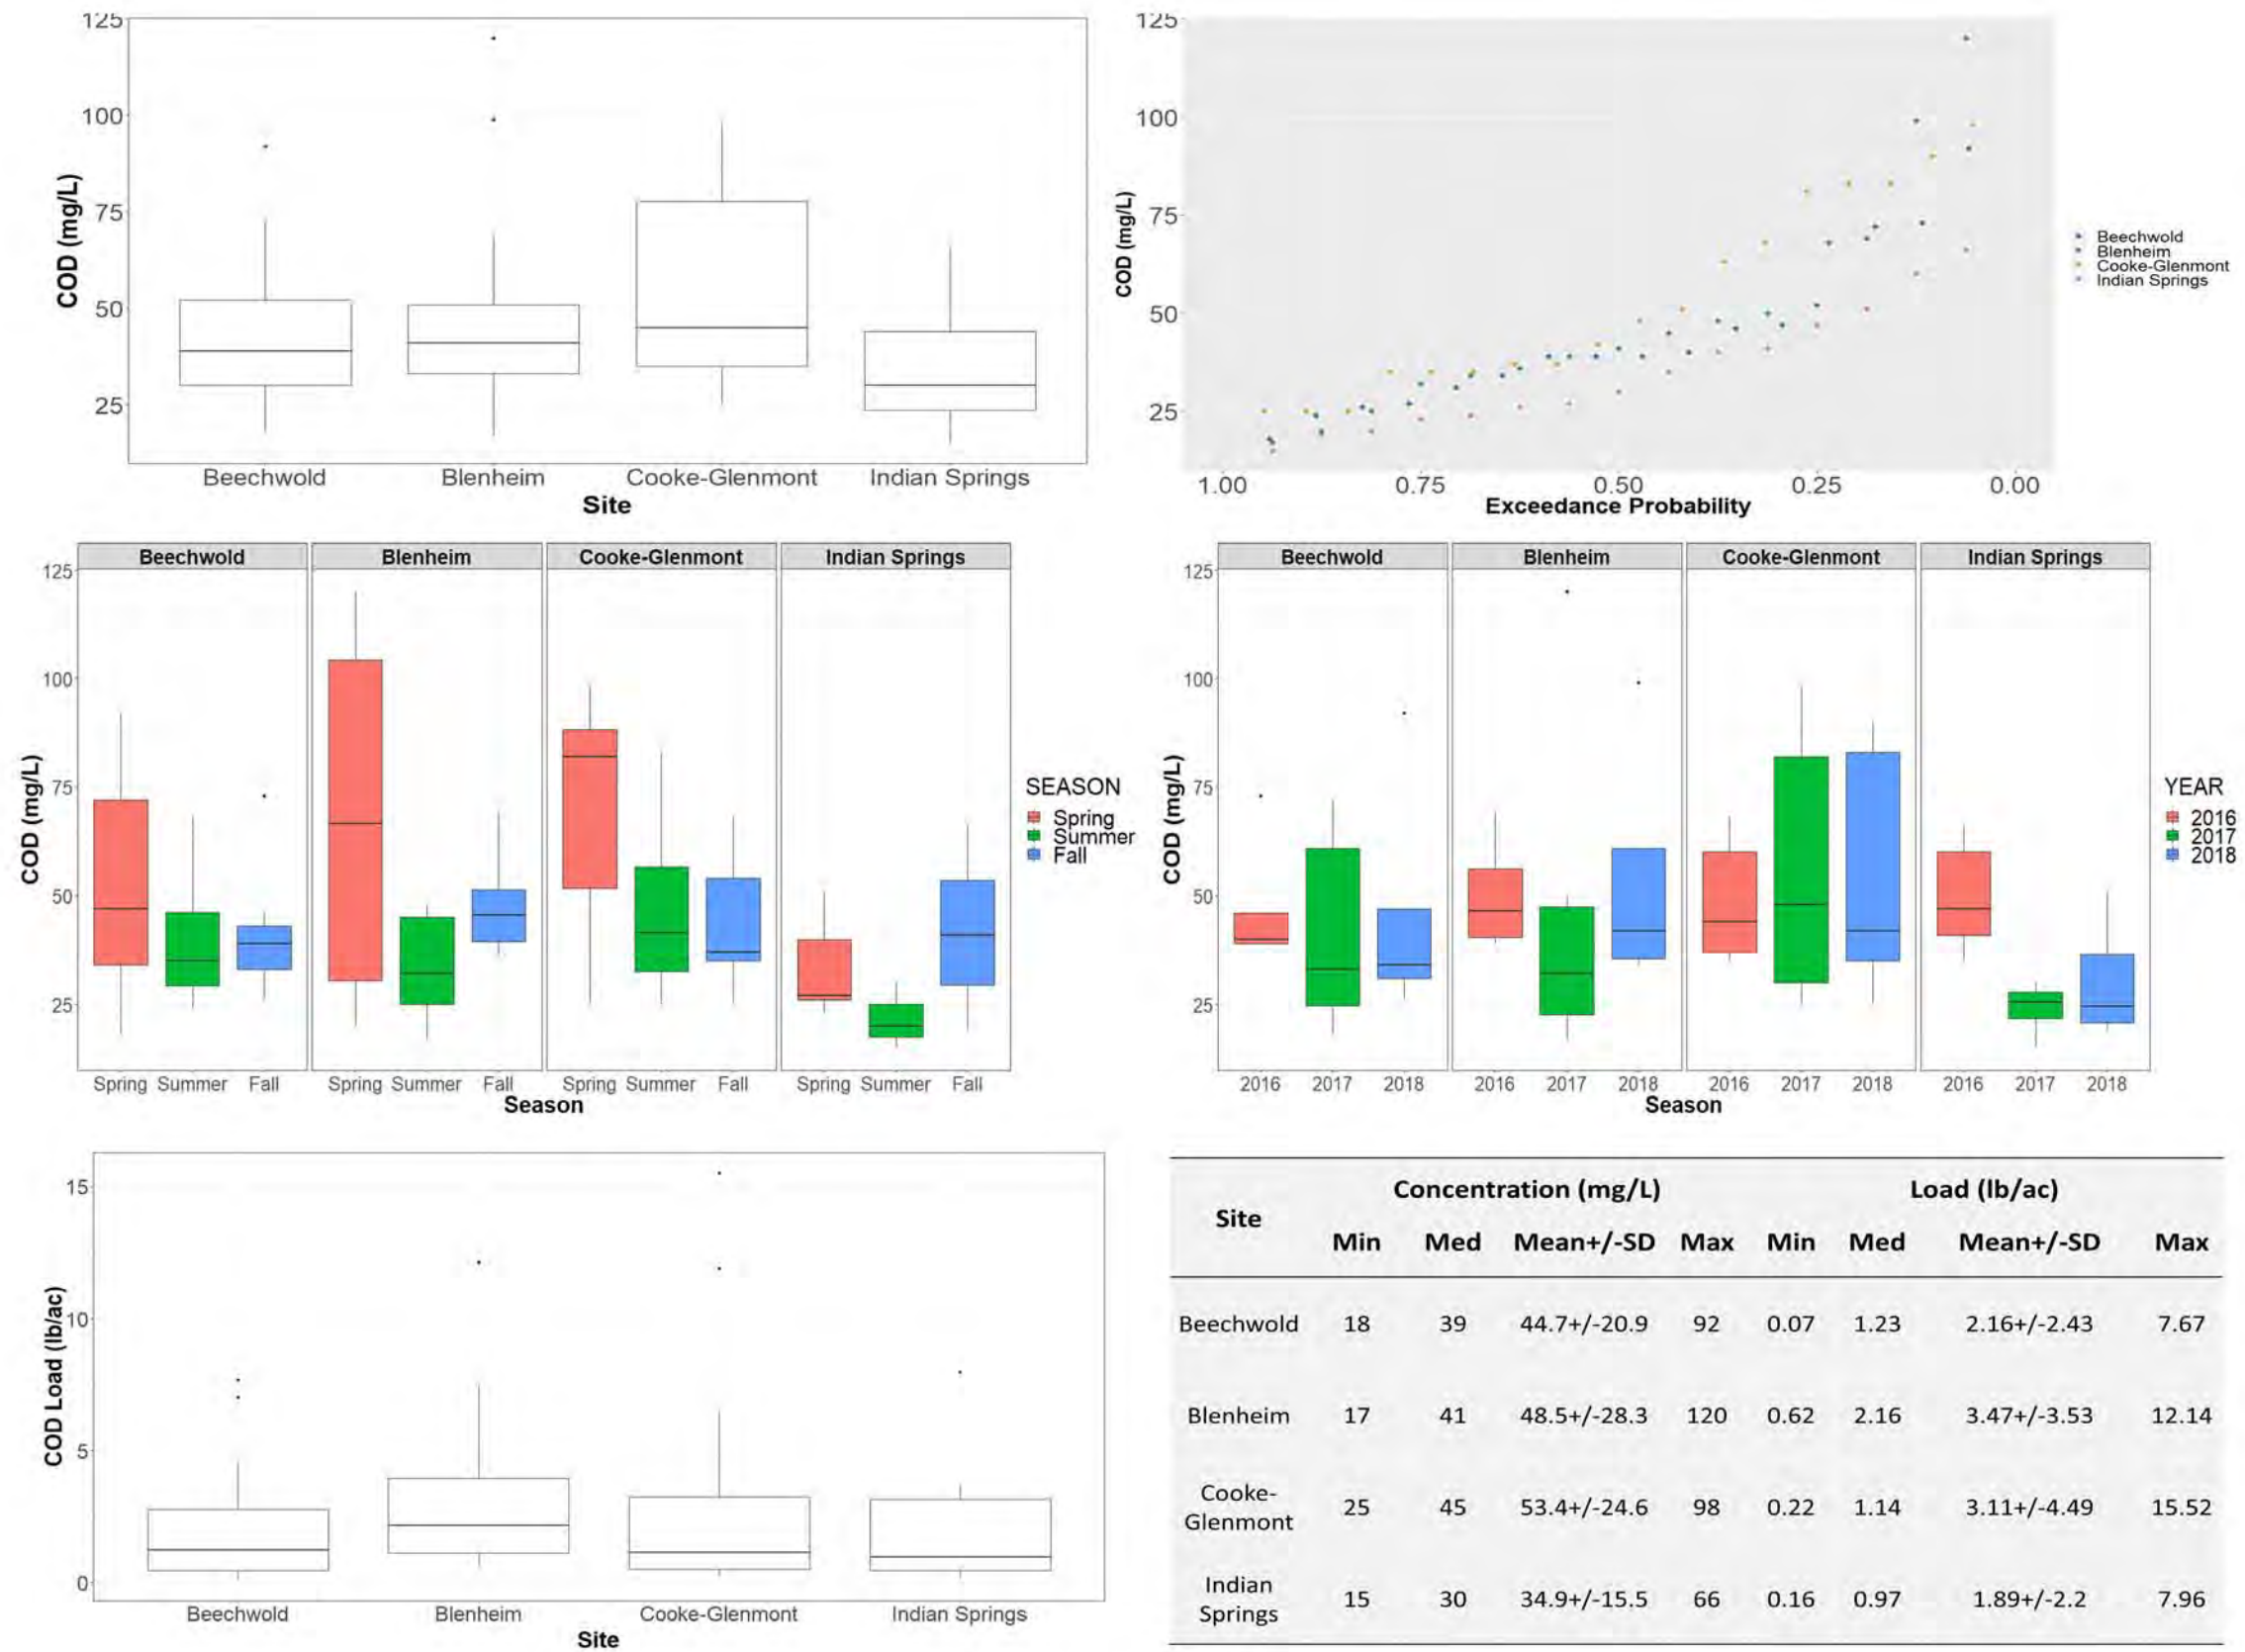 125
100
75
50
25
COD (mg/L)
Beechwold Blenheim Cooke-Glenmont Indian Springs
Site
125
100
75
50
25
COD (mg/L)
1.00 0.75 0.50 0.25 0.00
Exceedance Probability
Beechwold
Blenheim
Cooke-Glenmont
Indian Springs
Beechwold Blenheim Cooke-Glenmont Indian Springs
125
100
75
50
25
COD (mg/L)
Spring Summer Fall Spring Summer Fall Spring Summer Fall Spring Summer Fall
Season
SEASON
Spring
Summer
Fall
Beechwold Blenheim Cooke-Glenmont Indian Springs
125
100
75
50
25
COD (mg/L)
2016 2017 2018 2016 2017 2018 2016 2017 2018 2016 2017 2018
Season
YEAR
2016
2017
2018
15
10
5
0
COD Load (lb/ac)
Beechwold Blenheim Cooke-Glenmont Indian Springs
Site
Concentration (mg/L) Load (lb/ac)
Site
Min Med Mean+/-SD Max Min Med Mean+/-SD Max
Beechwold 18 39 44.7+/-20.9 92 0.07 1.23 2.16+/-2.43 7.67
Blenheim 17 41 48.5+/-28.3 120 0.62 2.16 3.47+/-3.53 12.14
Cooke-
Glenmont 25 45 53.4+/-24.6 98 0.22 1.14 3.11+/-4.49 15.52
Indian
Springs 15 30 34.9+/-15.5 66 0.16 0.97 1.89+/-2.2 7.96